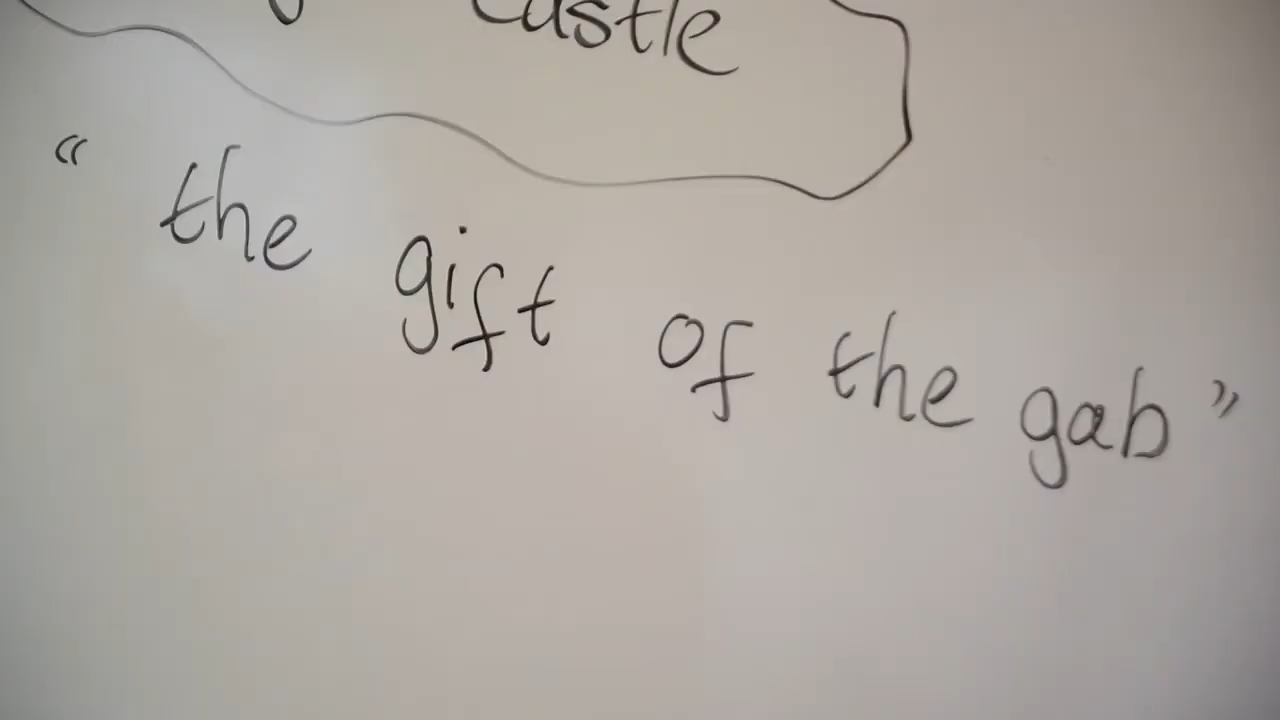 castle
“ the gift of the gab ”